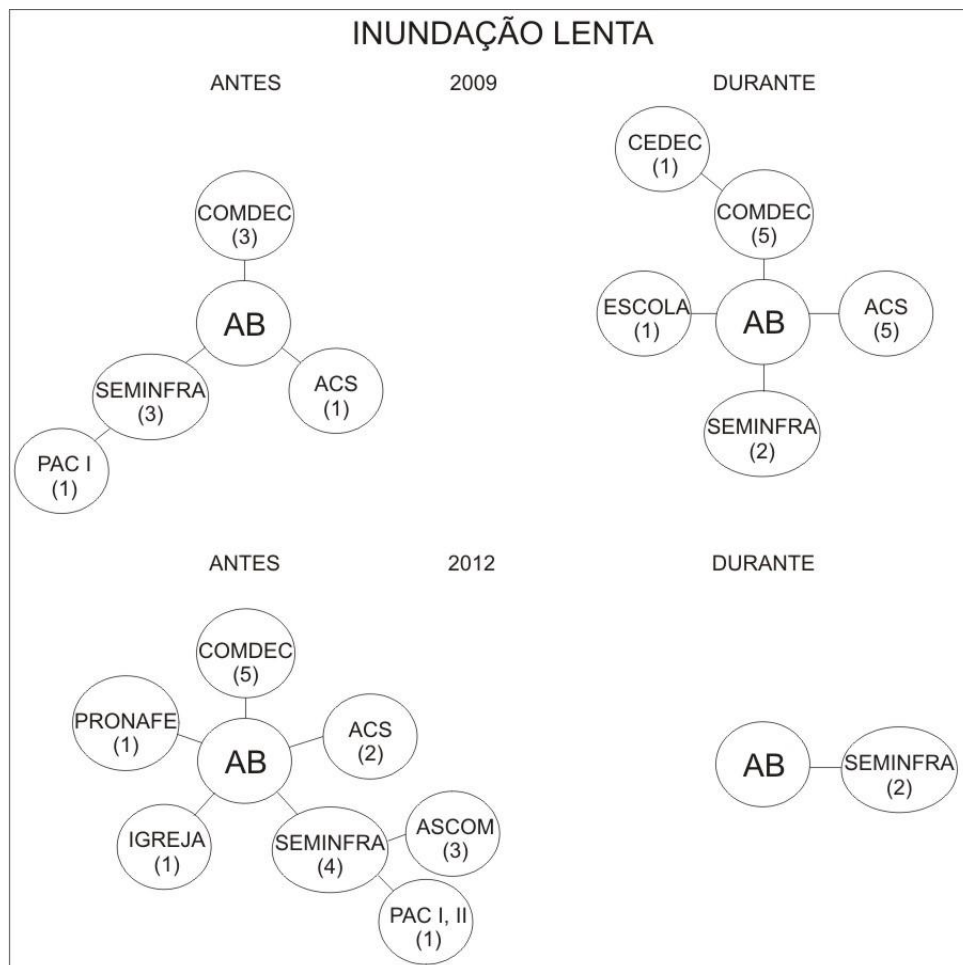 INUNDAÇÃO LENTA
ANTES 2009 DURANTE
COMDEC
(3)
AB
SEMINFRA
(3)
ACS
(1)
PAC I
(1)
CEDEC
(1)
COMDEC
(5)
ESCOLA
(1)
AB
ACS
(5)
SEMINFRA
(2)
ANTES 2012 DURANTE
COMDEC
(5)
PRONAFE
(1)
AB
ACS
(2)
IGREJA
(1)
SEMINFRA
(4)
ASCOM
(3)
PAC I, II
(1)
AB
SEMINFRA
(2)